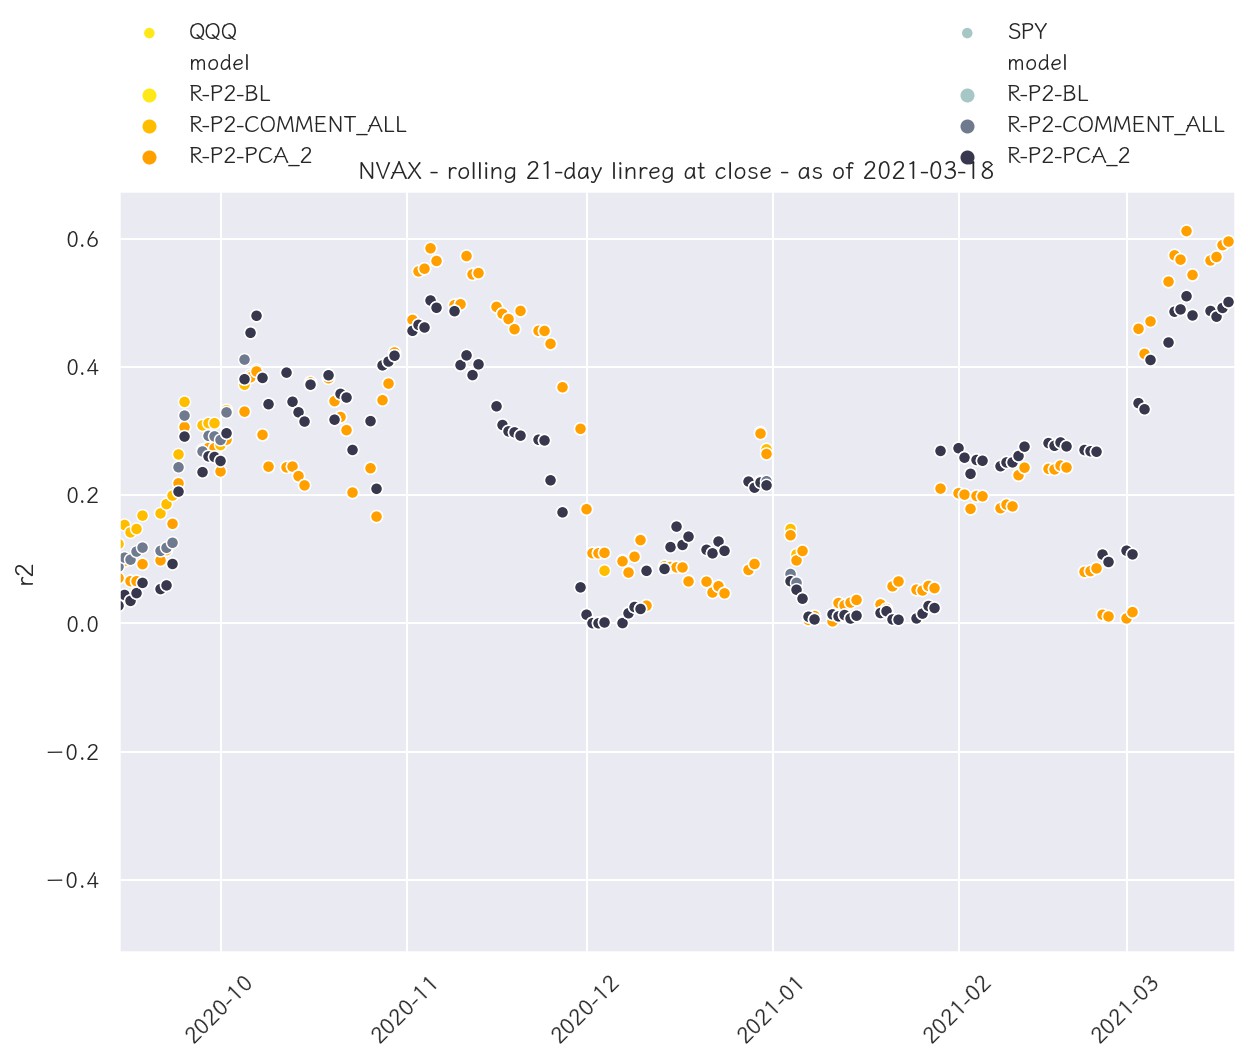 QQQ
model
R-P2-BL
R-P2-COMMENT_ALL
R-P2-PCA_2
SPY
model
R-P2-BL
R-P2-COMMENT_ALL
R-P2-PCA_2
NVAX - rolling 21-day linreg at close - as of 2021-03-18
r2
0.6
0.4
0.2
0.0
−0.2
−0.4
2020-10
2020-11
2020-12
2021-01
2021-02
2021-03